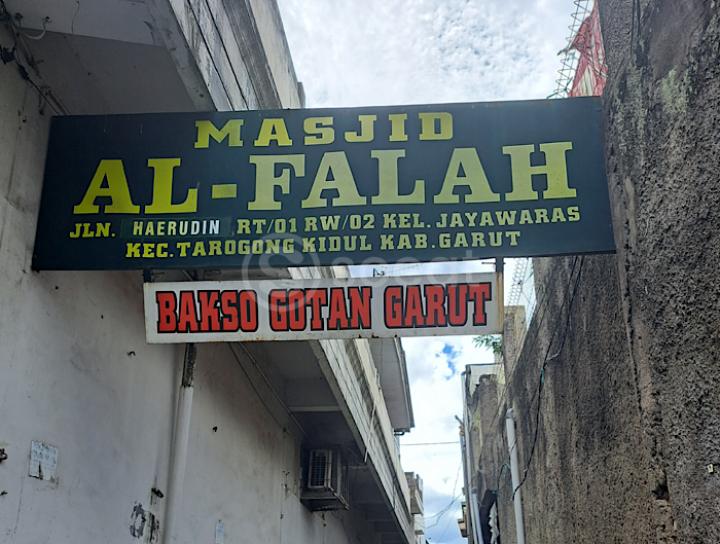 MASJID
AL-FALAH
JLN. HAERUDIN RT/01 RW/02 KEL. JAYAWARAS
KEC. TAROGONG KIDUL KAB. GARUT
BAKSO GOTAN GARUT